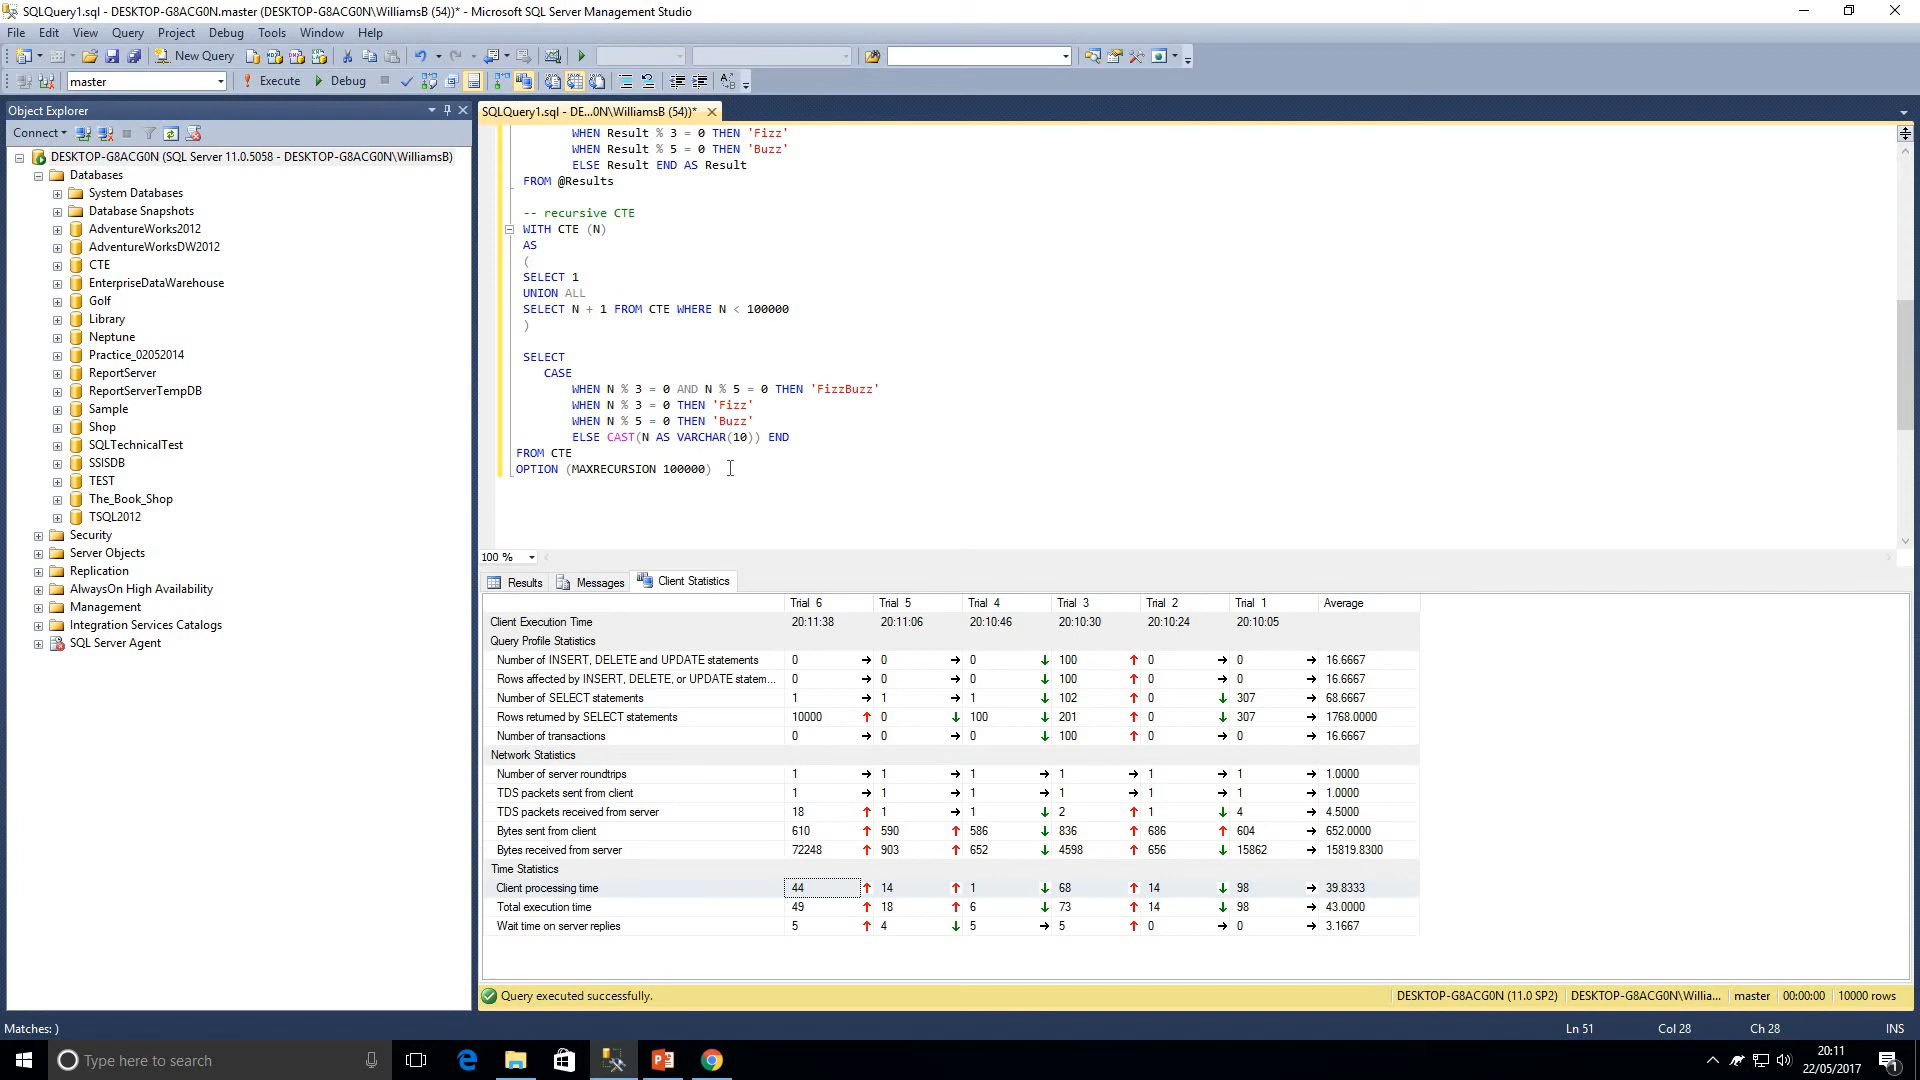 SQLQuery1.sql - DESKTOP-G8ACG0N.master (DESKTOP-G8ACG0N\WilliamsB (54))* - Microsoft SQL Server Management Studio
File Edit View Query Project Debug Tools Window Help
New Query
master Execute Debug
Object Explorer
SQLQuery1.sql - DE...0N\WilliamsB (54))*
Connect
DESKTOP-G8ACG0N (SQL Server 11.0.5058 - DESKTOP-G8ACG0N\WilliamsB)
Databases
System Databases
Database Snapshots
AdventureWorks2012
AdventureWorksDW2012
CTE
EnterpriseDataWarehouse
Golf
Library
Neptune
Practice_02052014
ReportServer
ReportServerTempDB
Sample
Shop
SQLTechnicalTest
SSISDB
TEST
The_Book_Shop
TSQL2012
Security
Server Objects
Replication
AlwaysOn High Availability
Management
Integration Services Catalogs
SQL Server Agent
WHEN Result % 3 = 0 THEN 'Fizz'
WHEN Result % 5 = 0 THEN 'Buzz'
ELSE Result END AS Result
FROM @Results
-- recursive CTE
WITH CTE (N)
AS
(
SELECT 1
UNION ALL
SELECT N + 1 FROM CTE WHERE N < 100000
)
SELECT
CASE
WHEN N % 3 = 0 AND N % 5 = 0 THEN 'FizzBuzz'
WHEN N % 3 = 0 THEN 'Fizz'
WHEN N % 5 = 0 THEN 'Buzz'
ELSE CAST(N AS VARCHAR(10)) END
FROM CTE
OPTION (MAXRECURSION 100000)
100 %
Results Messages Client Statistics
Trial 6 Trial 5 Trial 4 Trial 3 Trial 2 Trial 1 Average
Client Execution Time 20:11:38 20:11:06 20:10:46 20:10:30 20:10:24 20:10:05
Query Profile Statistics
Number of INSERT, DELETE and UPDATE statements 0 → 0 → 0 ↓ 100 ↑ 0 → 0 → 16.6667
Rows affected by INSERT, DELETE, or UPDATE statem... 0 → 0 → 0 ↓ 100 ↑ 0 → 0 → 16.6667
Number of SELECT statements 1 → 1 → 1 ↓ 102 ↑ 0 ↓ 307 → 68.6667
Rows returned by SELECT statements 10000 ↑ 0 ↓ 100 ↓ 201 ↑ 0 ↓ 307 → 1768.0000
Number of transactions 0 → 0 → 0 ↓ 100 ↑ 0 → 0 → 16.6667
Network Statistics
Number of server roundtrips 1 → 1 → 1 → 1 → 1 → 1 → 1.0000
TDS packets sent from client 1 → 1 → 1 → 1 → 1 → 1 → 1.0000
TDS packets received from server 18 ↑ 1 → 1 ↓ 2 ↑ 1 ↓ 4 → 4.5000
Bytes sent from client 610 ↑ 590 ↑ 586 ↓ 836 ↑ 686 ↑ 604 → 652.0000
Bytes received from server 72248 ↑ 903 ↑ 652 ↓ 4598 ↑ 656 ↓ 15862 → 15819.8300
Time Statistics
Client processing time 44 ↑ 14 ↑ 1 ↓ 68 ↑ 14 ↓ 98 → 39.8333
Total execution time 49 ↑ 18 ↑ 6 ↓ 73 ↑ 14 ↓ 98 → 43.0000
Wait time on server replies 5 ↑ 4 ↓ 5 → 5 ↑ 0 → 0 → 3.1667
Query executed successfully. DESKTOP-G8ACG0N (11.0 SP2) DESKTOP-G8ACG0N\Willia... master 00:00:00 10000 rows
Matches: ) Ln 51 Col 28 Ch 28 INS
Type here to search
20:11
22/05/2017
1